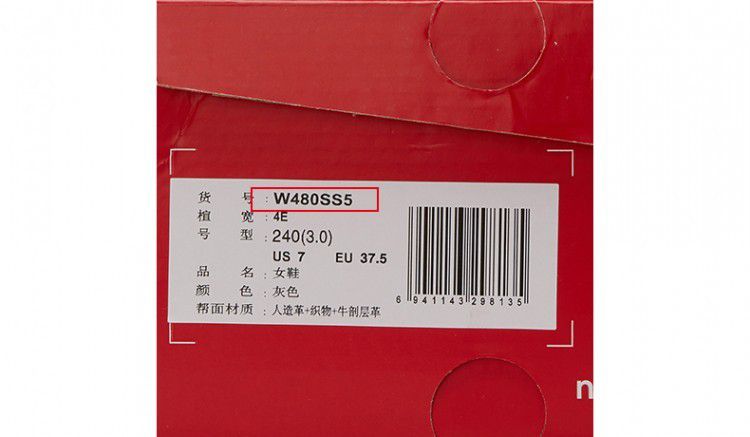 货 号 : W480SS5
楦 宽 : 4E
号 型 : 240(3.0)
US 7 EU 37.5
品 名 : 女鞋
颜 色 : 灰色
帮面材质 : 人造革+织物+牛剖层革
6 941143 298135
n